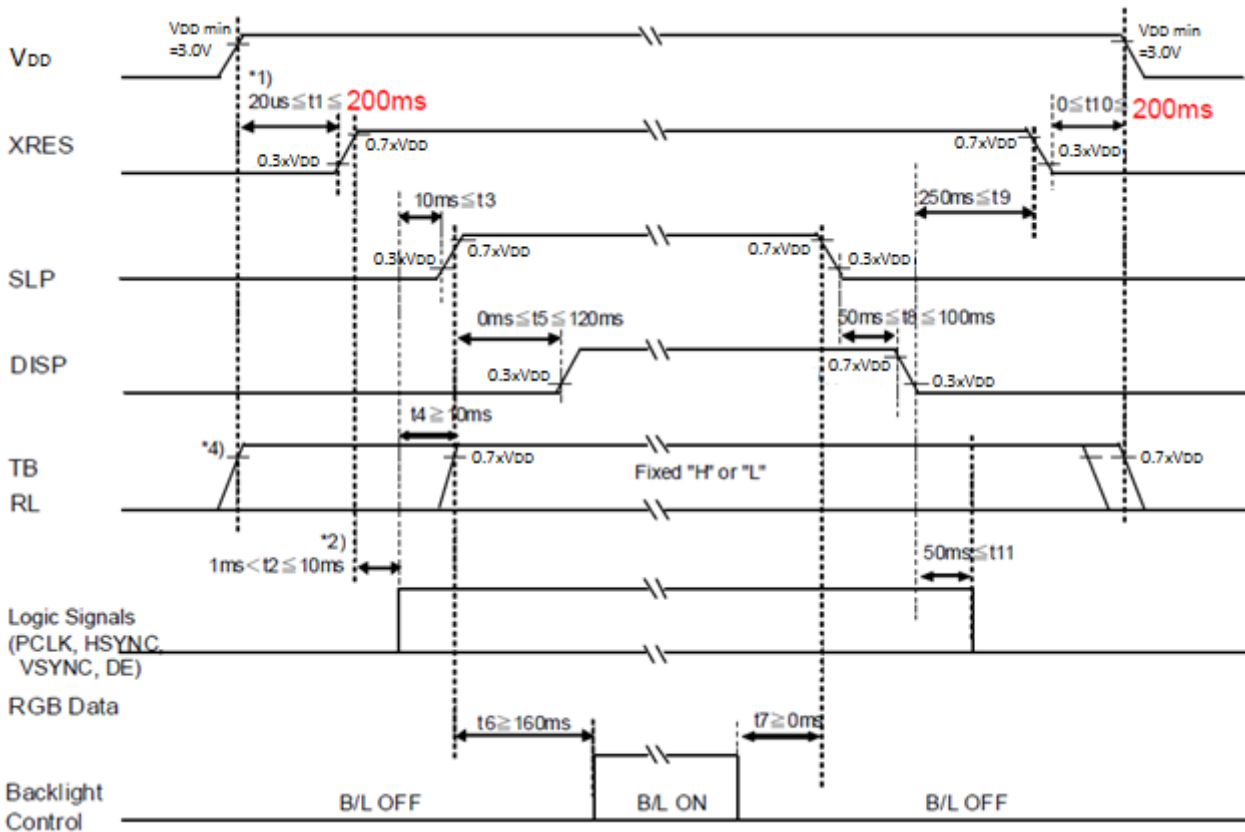 VDD
VDD min
=3.0V
VDD min
=3.0V
*1)
20us≦t1≦ 200ms
0≦t10≦ 200ms
XRES
0.3xVDD
0.7xVDD
0.7xVDD
0.3xVDD
10ms≦t3
250ms≦t9
SLP
0.3xVDD
0.7xVDD
0.7xVDD
0.3xVDD
0ms≦t5≦120ms
50ms≦t8≦100ms
DISP
0.3xVDD
0.7xVDD
0.3xVDD
t4≧10ms
*4)
TB
RL
0.7xVDD
Fixed "H" or "L"
0.7xVDD
*2)
1ms<t2≦10ms
50ms≦t11
Logic Signals
(PCLK, HSYNC,
VSYNC, DE)
RGB Data
t6≧160ms
t7≧0ms
Backlight
Control
B/L OFF
B/L ON
B/L OFF